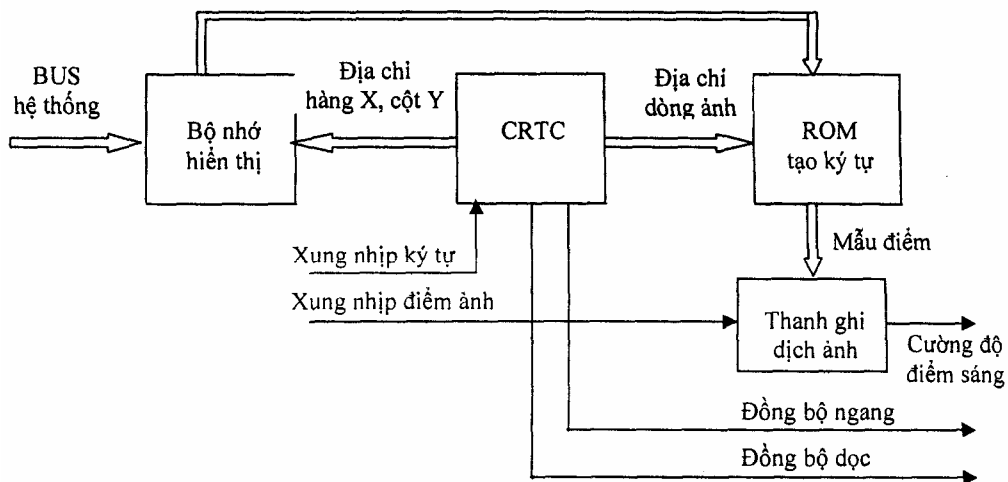 BUS
hệ thống
Bộ nhớ
hiển thị
Địa chỉ
hàng X, cột Y
CRTC
Địa chỉ
dòng ảnh
ROM
tạo ký tự
Mẫu điểm
Xung nhịp ký tự
Xung nhịp điểm ảnh
Thanh ghi
dịch ảnh
Cường độ
điểm sáng
Đồng bộ ngang
Đồng bộ dọc